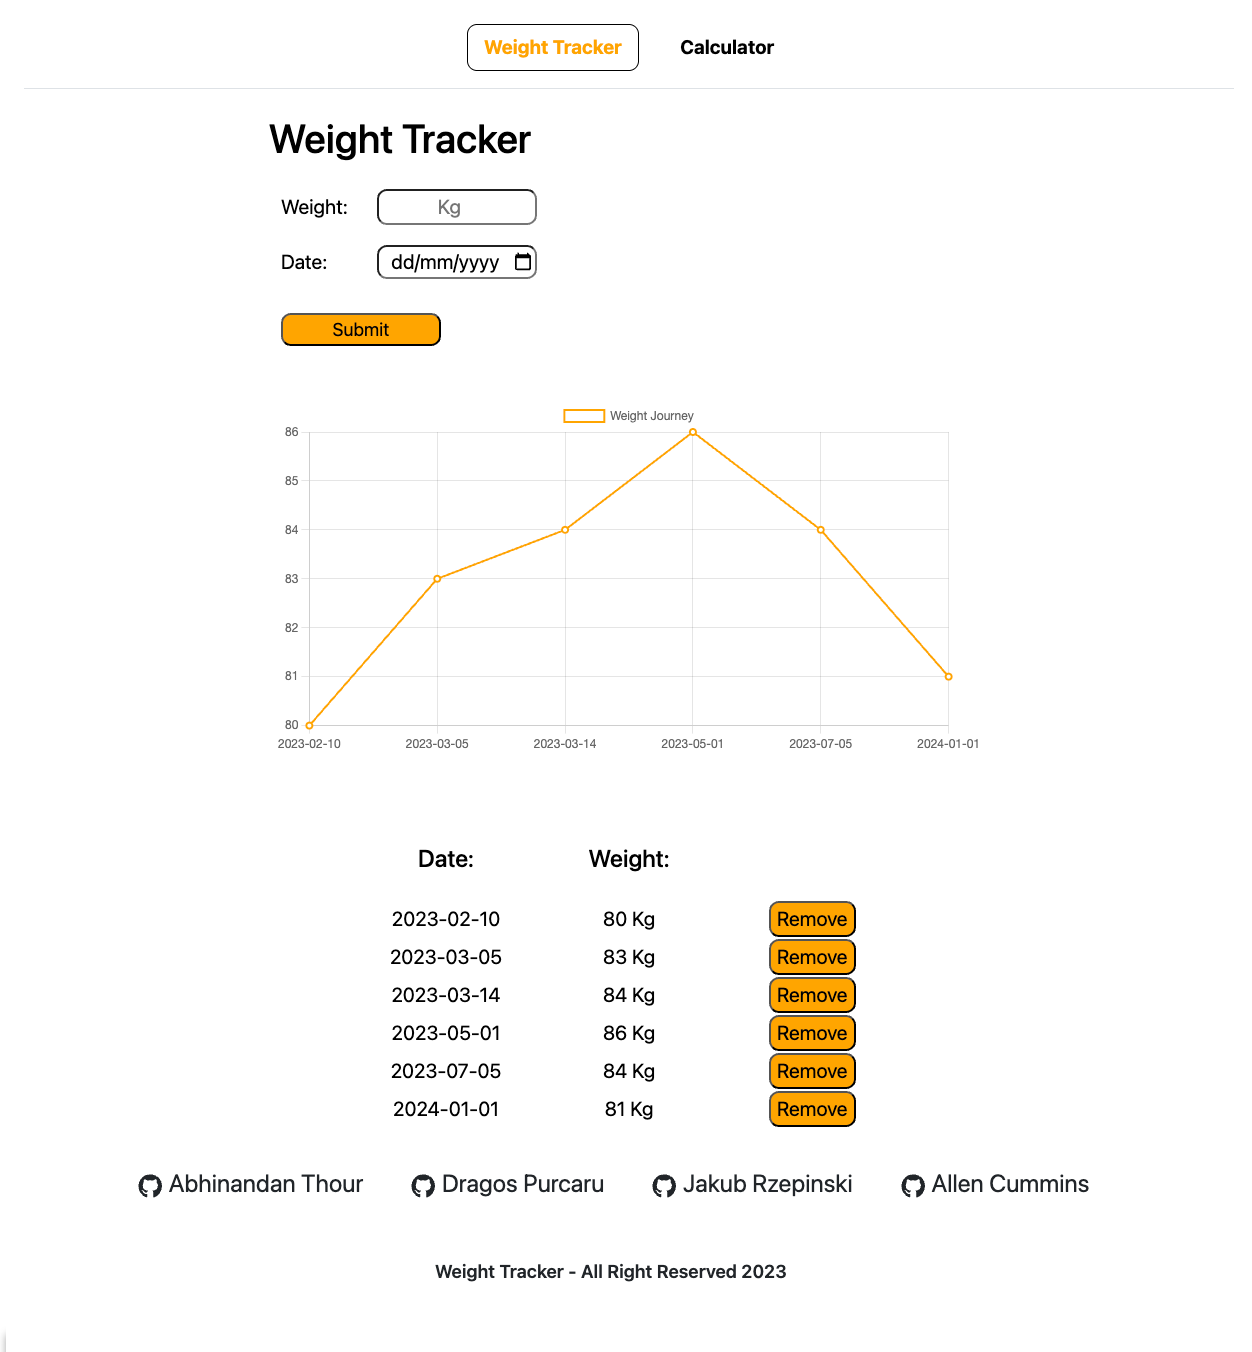 Weight Tracker Calculator
Weight Tracker
Weight: Kg
Date: dd/mm/yyyy
Submit
Weight Journey
86
85
84
83
82
81
80
2023-02-10 2023-03-05 2023-03-14 2023-05-01 2023-07-05 2024-01-01
Date: Weight:
2023-02-10 80 Kg Remove
2023-03-05 83 Kg Remove
2023-03-14 84 Kg Remove
2023-05-01 86 Kg Remove
2023-07-05 84 Kg Remove
2024-01-01 81 Kg Remove
Abhinandan Thour Dragos Purcaru Jakub Rzepinski Allen Cummins
Weight Tracker - All Right Reserved 2023